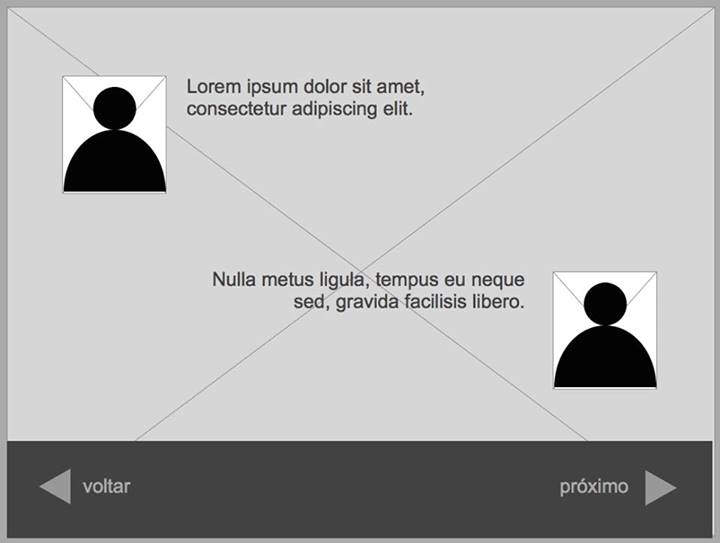 Lorem ipsum dolor sit amet,
consectetur adipiscing elit.
Nulla metus ligula, tempus eu neque
sed, gravida facilisis libero.
voltar
próximo